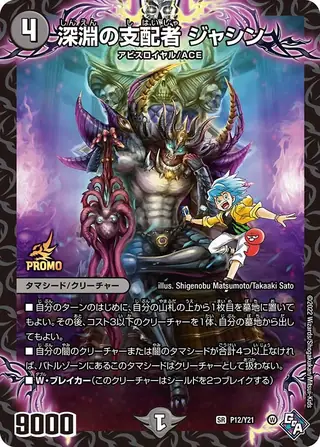 4
しんえん しはいしゃ
深淵の支配者 ジャシン
アビスロイヤル/ACE
PROMO
illus. Shigenobu Matsumoto/Takaaki Sato
タマシード/クリーチャー
■自分のターンのはじめに、自分の山札の上から1枚目を墓地に置いて
もよい。その後、コスト3以下のクリーチャーを1体、自分の墓地から出し
てもよい。
■自分の闇のクリーチャーまたは闇のタマシードが合計4つ以上なけれ
ば、バトルゾーンにあるこのタマシードはクリーチャーとして扱わない。
■W・ブレイカー(このクリーチャーはシールドを2つブレイクする)
9000
1
SR P12/Y21